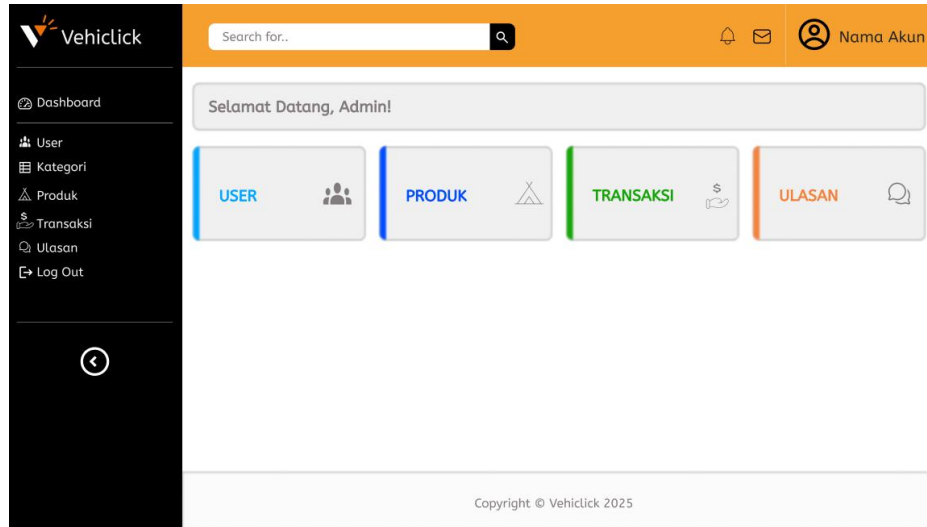 Vehiclick
Search for..
Nama Akun
Dashboard
User
Kategori
Produk
Transaksi
Ulasan
Log Out
Selamat Datang, Admin!
USER
PRODUK
TRANSAKSI
ULASAN
Copyright © Vehiclick 2025